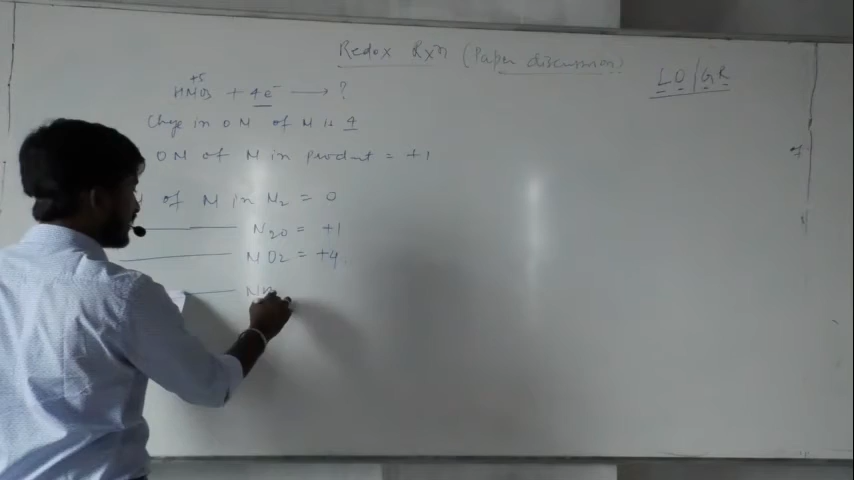 Redox Rxn (Paper discussion)
LO/GR
+5
HNO3 + 4e⁻ → ?
Change in ON of N is 4
ON of N in product = +1
of N in N2 = 0
N2O = +1
NO2 = +4